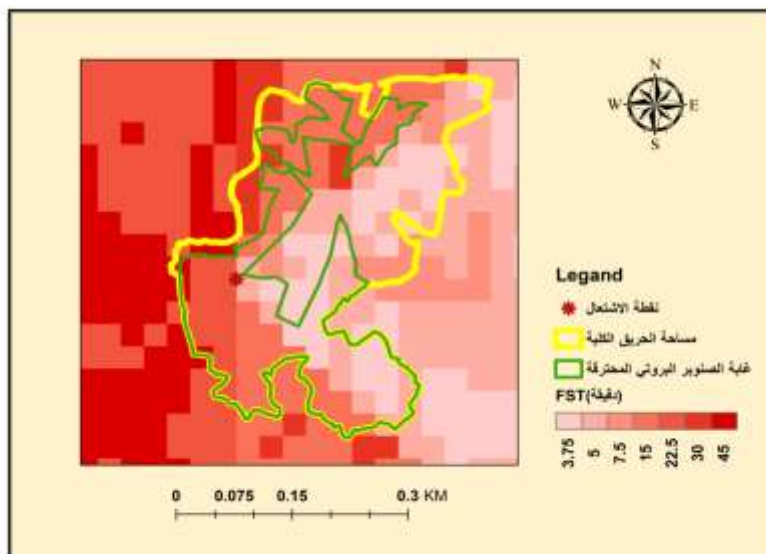 N
W E
S
Legand
نقطة الاشتعال
مساحة الحريق الكلية
غابة الصنوبر البروتي المحترقة
FST(دقيقة)
3.75 5 7.5 15 22.5 30 45
0 0.075 0.15 0.3 KM